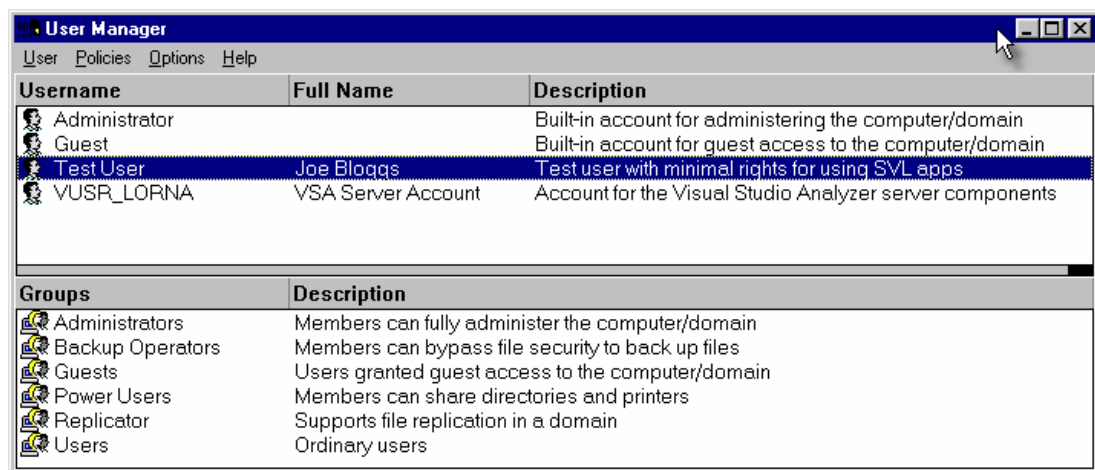 User Manager
User Policies Options Help
Username Full Name Description
Administrator Built-in account for administering the computer/domain
Guest Built-in account for guest access to the computer/domain
Test User Joe Bloggs Test user with minimal rights for using SVL apps
VUSR_LORNA VSA Server Account Account for the Visual Studio Analyzer server components
Groups Description
Administrators Members can fully administer the computer/domain
Backup Operators Members can bypass file security to back up files
Guests Users granted guest access to the computer/domain
Power Users Members can share directories and printers
Replicator Supports file replication in a domain
Users Ordinary users